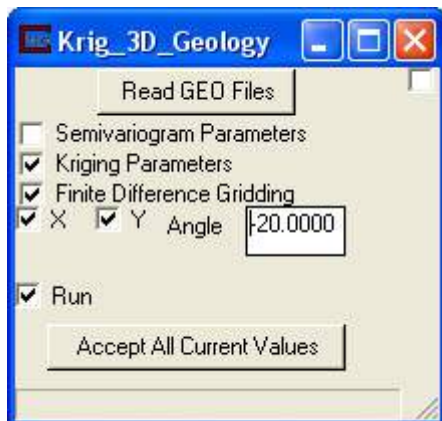 Krig_3D_Geology
Read GEO Files
Semivariogram Parameters
Kriging Parameters
Finite Difference Gridding
X Y Angle -20.0000
Run
Accept All Current Values